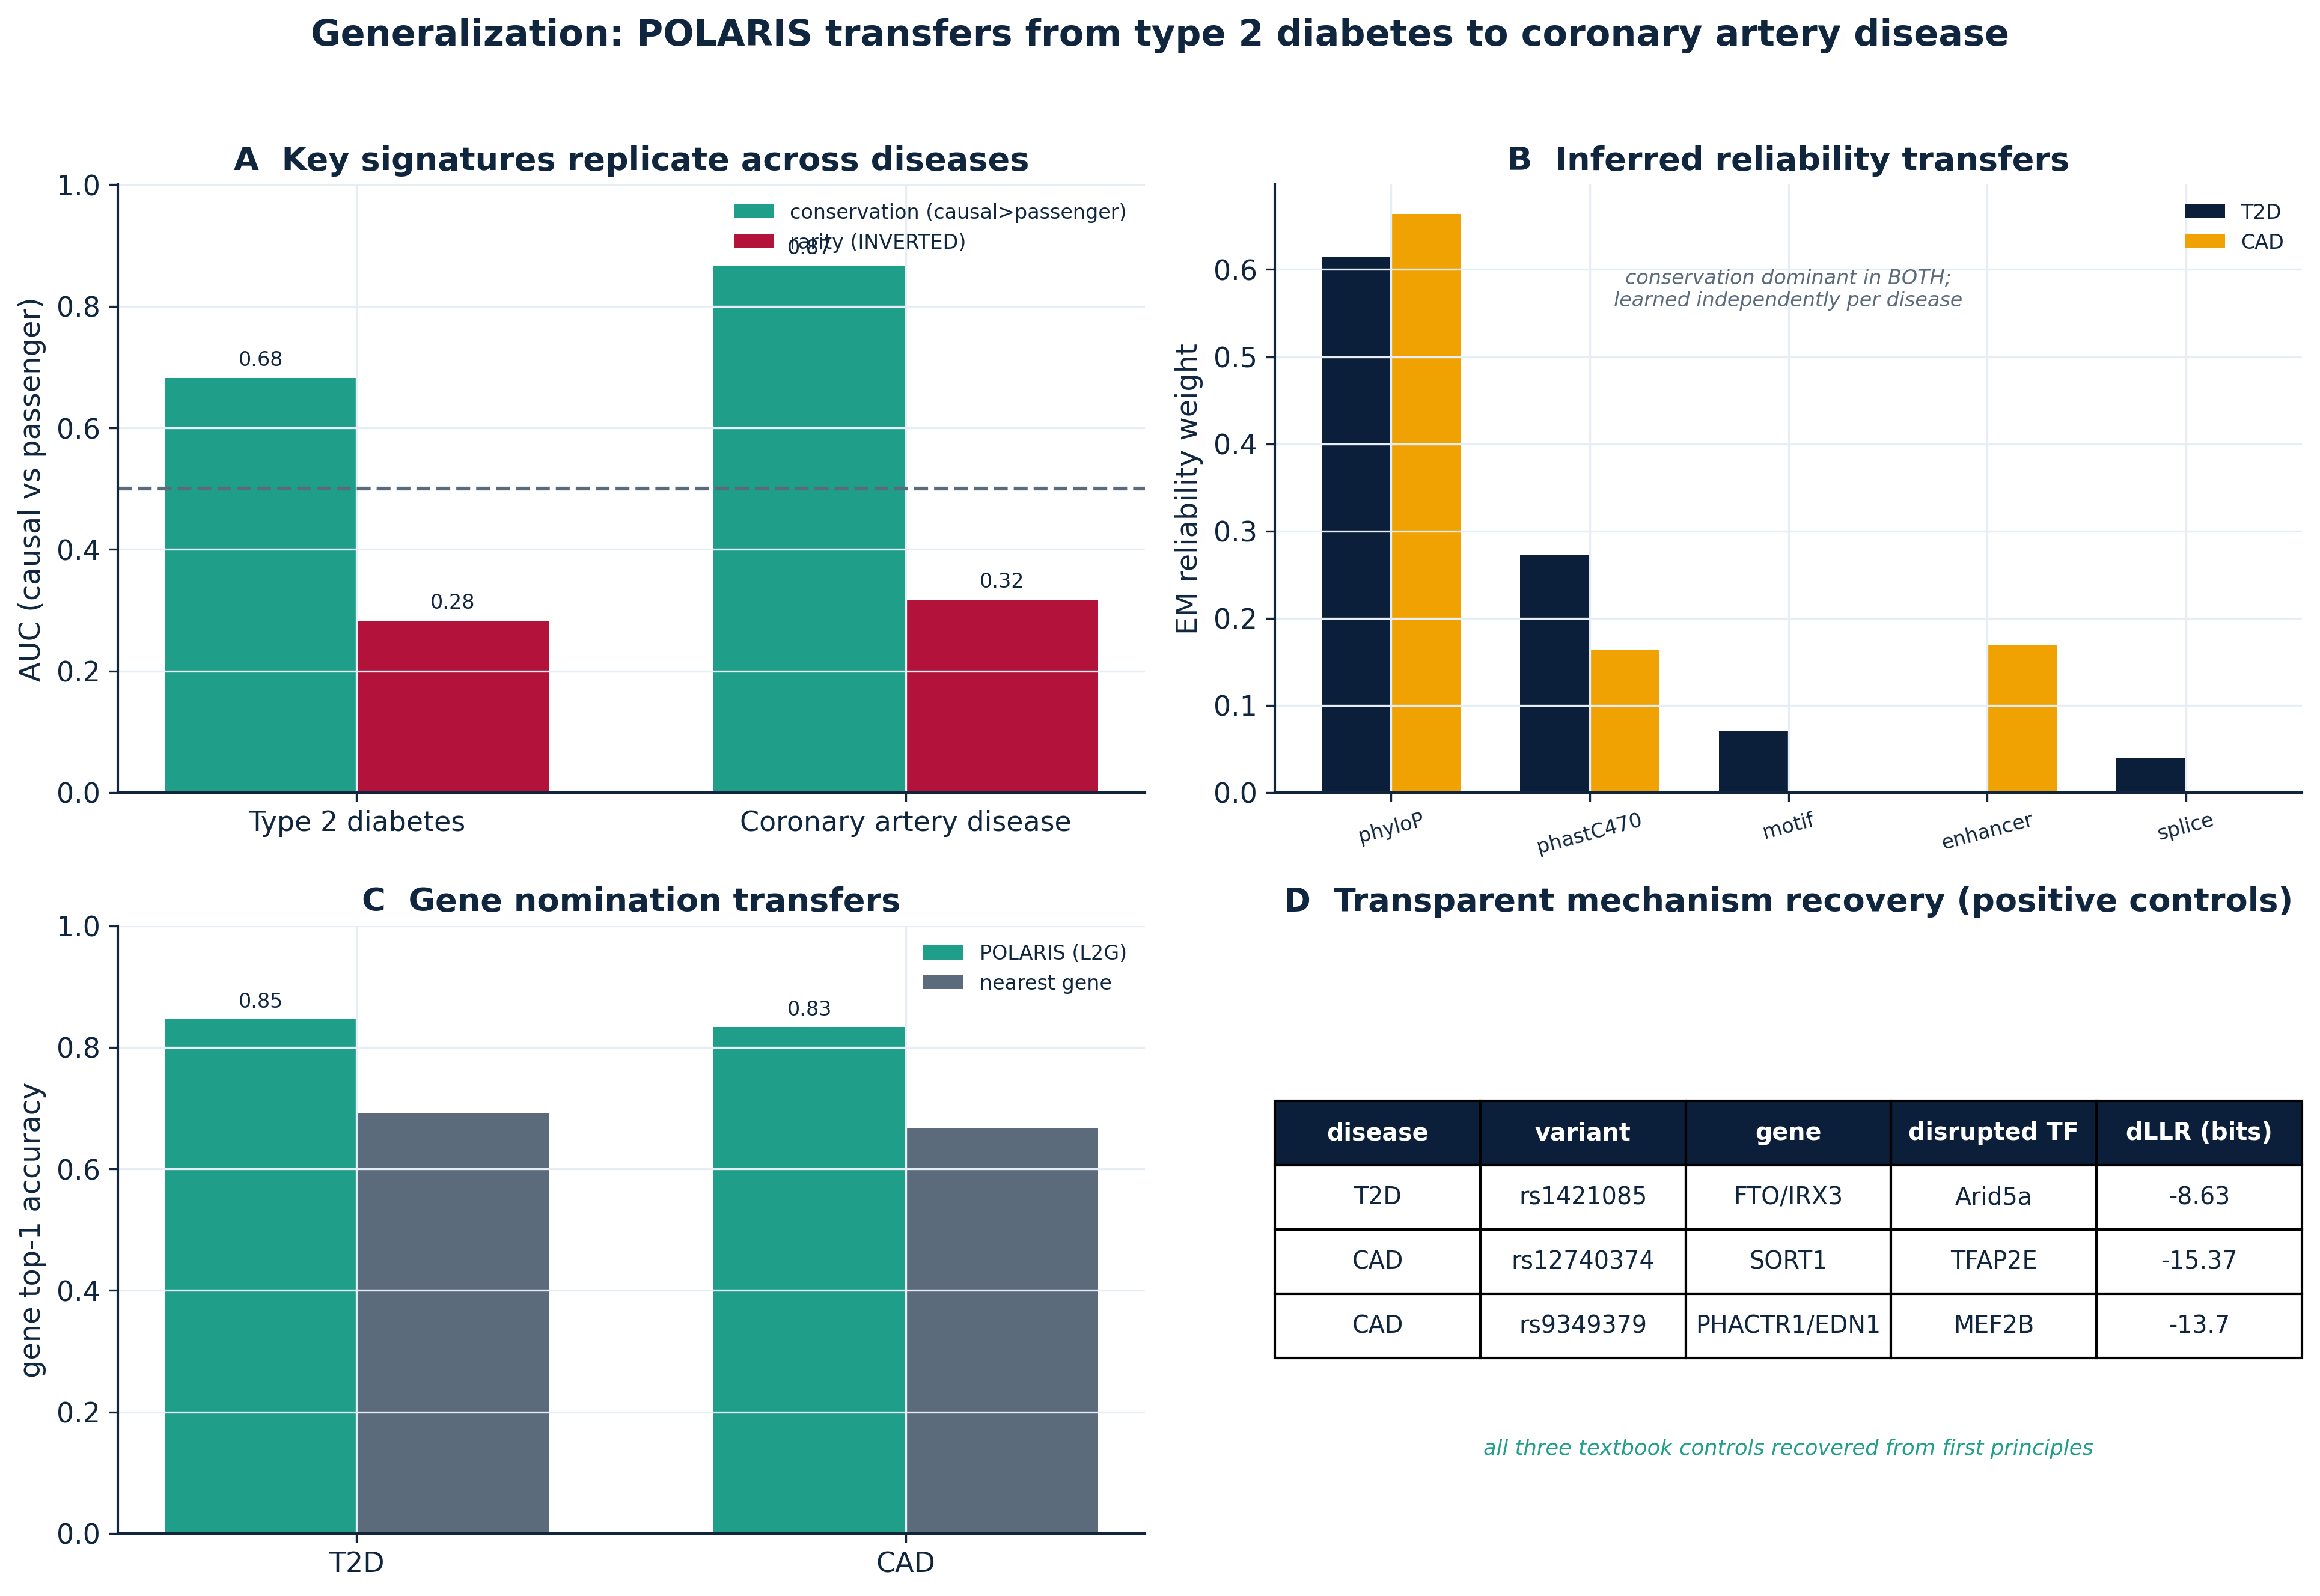 Generalization: POLARIS transfers from type 2 diabetes to coronary artery disease
A Key signatures replicate across diseases
AUC (causal vs passenger)
1.0
0.8
0.6
0.4
0.2
0.0
conservation (causal>passenger)
rarity (INVERTED)
0.68
0.28
0.87
0.32
Type 2 diabetes
Coronary artery disease
B Inferred reliability transfers
EM reliability weight
0.6
0.5
0.4
0.3
0.2
0.1
0.0
T2D
CAD
conservation dominant in BOTH;
learned independently per disease
phyloP
phastC470
motif
enhancer
splice
C Gene nomination transfers
gene top-1 accuracy
1.0
0.8
0.6
0.4
0.2
0.0
POLARIS (L2G)
nearest gene
0.85
0.83
T2D
CAD
D Transparent mechanism recovery (positive controls)
disease variant gene disrupted TF dLLR (bits)
T2D rs1421085 FTO/IRX3 Arid5a -8.63
CAD rs12740374 SORT1 TFAP2E -15.37
CAD rs9349379 PHACTR1/EDN1 MEF2B -13.7
all three textbook controls recovered from first principles